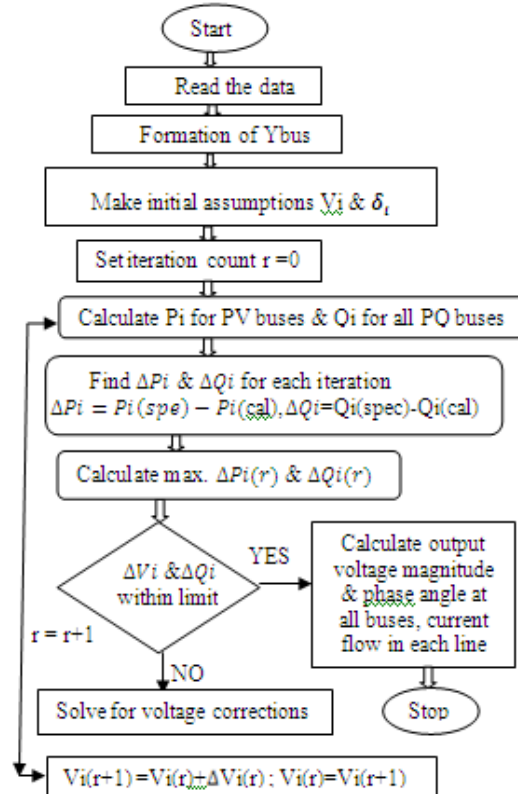 Start
Read the data
Formation of Ybus
Make initial assumptions Vi & δᵢ
Set iteration count r =0
Calculate Pi for PV buses & Qi for all PQ buses
Find ΔPi & ΔQi for each iteration
ΔPi = Pi(spe) − Pi(cal), ΔQi=Qi(spec)-Qi(cal)
Calculate max. ΔPi(r) & ΔQi(r)
ΔVi &ΔQi
within limit
YES
Calculate output
voltage magnitude
& phase angle at
all buses, current
flow in each line
r = r+1
NO
Solve for voltage corrections
Stop
Vi(r+1) =Vi(r)+ΔVi(r) ; Vi(r)=Vi(r+1)